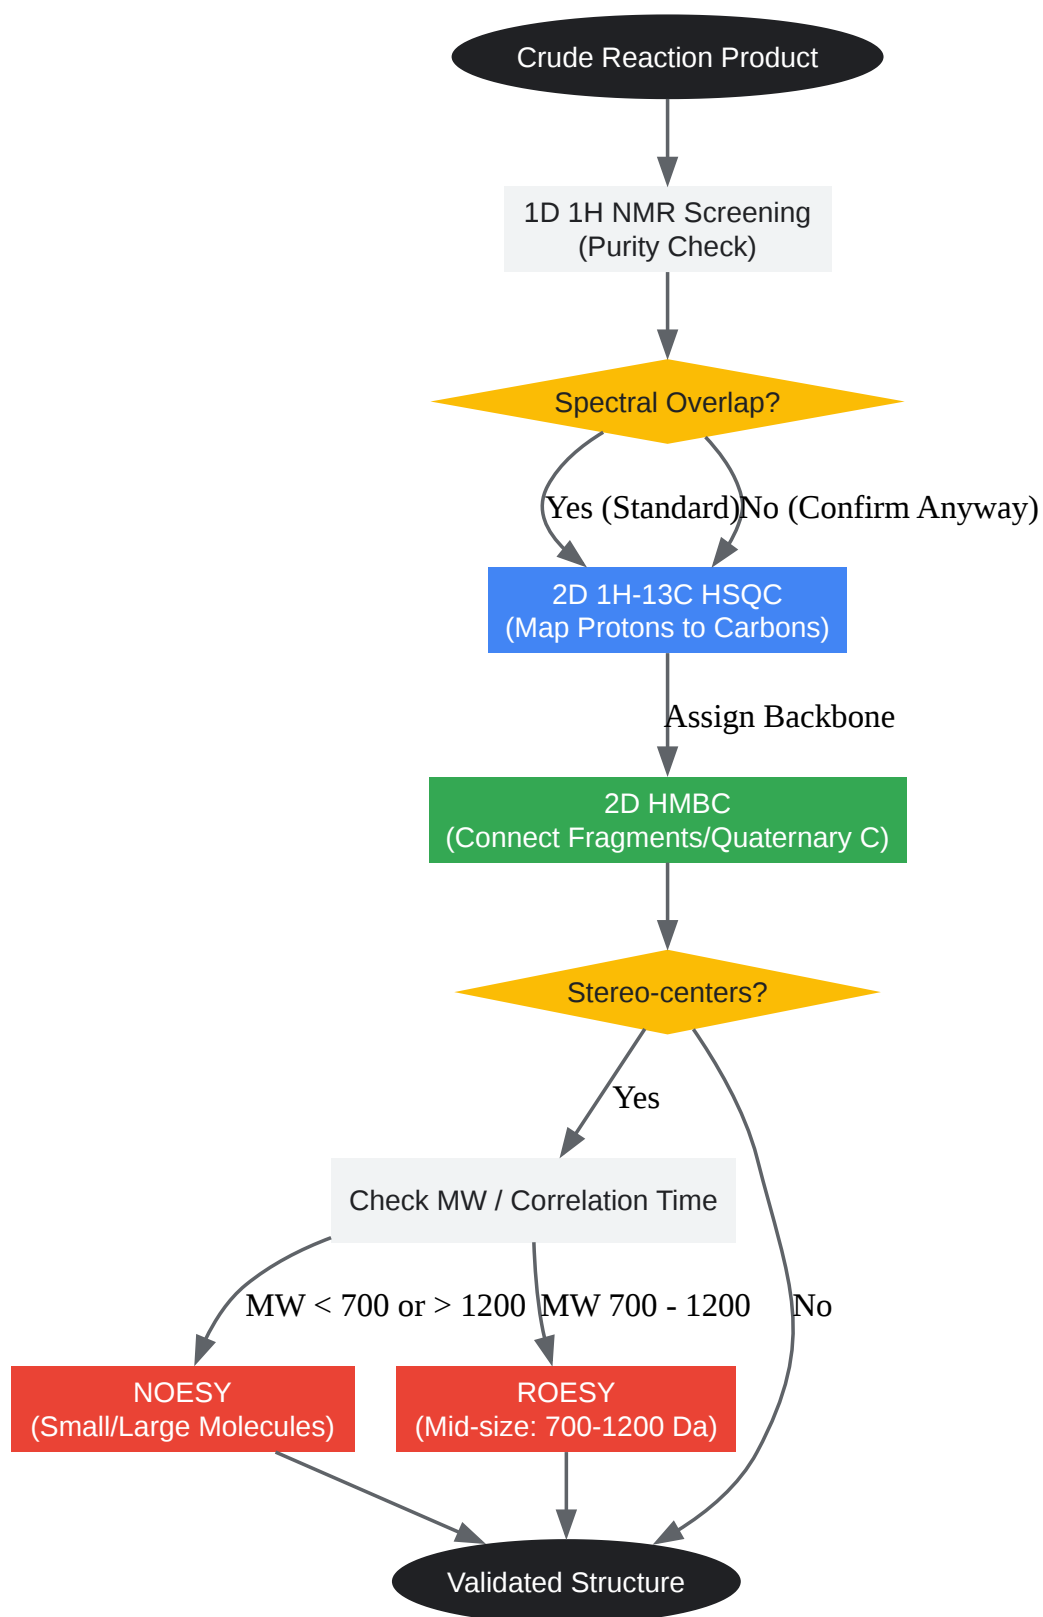 Crude Reaction Product
1D 1H NMR Screening
(Purity Check)
Spectral Overlap?
Yes (Standard)
No (Confirm Anyway)
2D 1H-13C HSQC
(Map Protons to Carbons)
Assign Backbone
2D HMBC
(Connect Fragments/Quaternary C)
Stereo-centers?
Yes
Check MW / Correlation Time
MW < 700 or > 1200
MW 700 - 1200
No
NOESY
(Small/Large Molecules)
ROESY
(Mid-size: 700-1200 Da)
Validated Structure